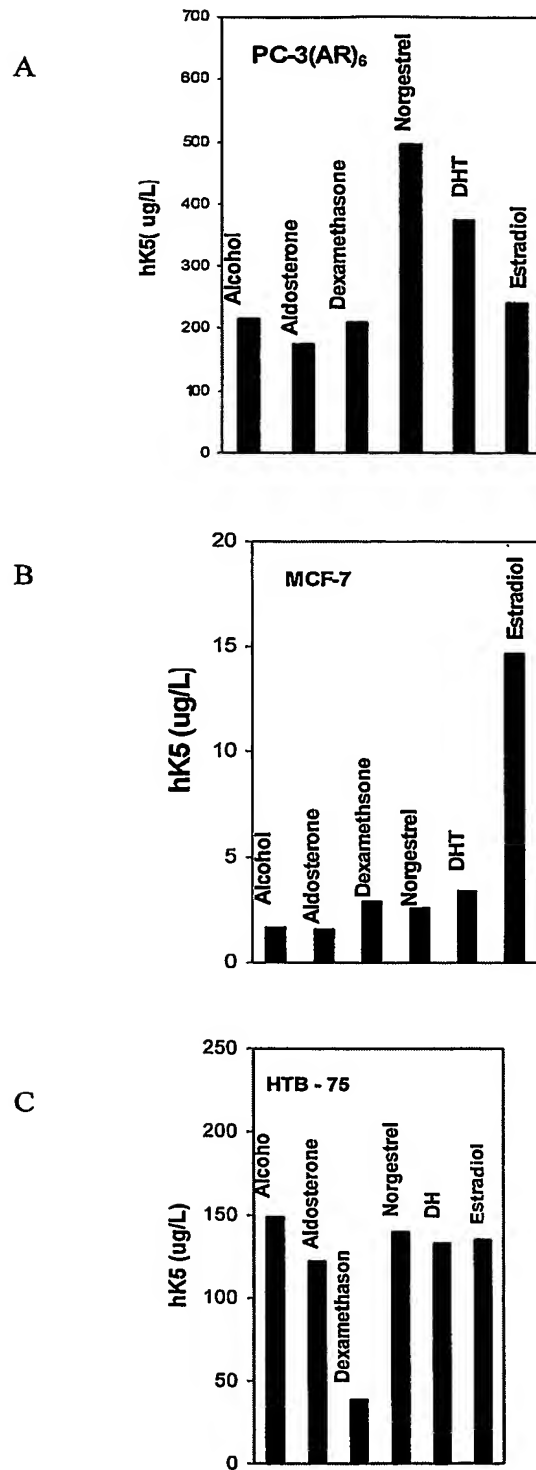 A
PC-3(AR)6
hK5( ug/L)
700
600
500
400
300
200
100
0
Alcohol
Aldosterone
Dexamethasone
Norgestrel
DHT
Estradiol
B
MCF-7
hK5 (ug/L)
20
15
10
5
0
Alcohol
Aldosterone
Dexamethsone
Norgestrel
DHT
Estradiol
C
HTB - 75
hK5 (ug/L)
250
200
150
100
50
0
Alcoho
Aldosterone
Dexamethason
Norgestrel
DH
Estradiol